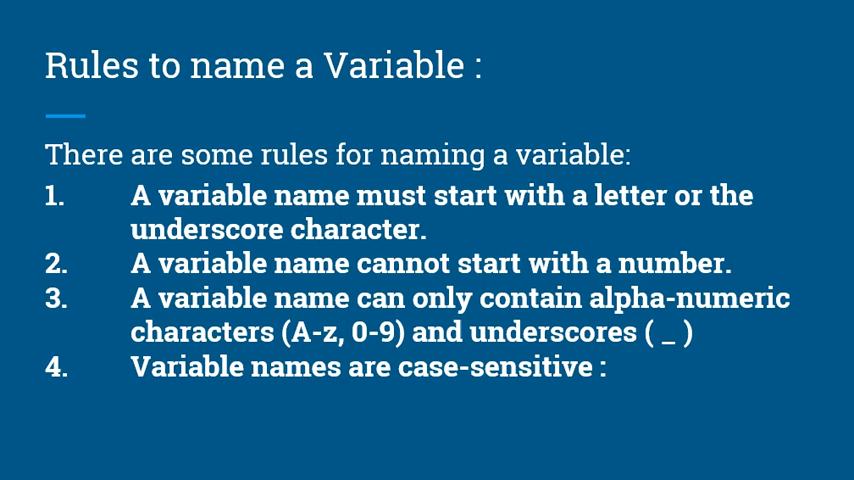 Rules to name a Variable :
There are some rules for naming a variable:
1. A variable name must start with a letter or the
underscore character.
2. A variable name cannot start with a number.
3. A variable name can only contain alpha-numeric
characters (A-z, 0-9) and underscores ( _ )
4. Variable names are case-sensitive :